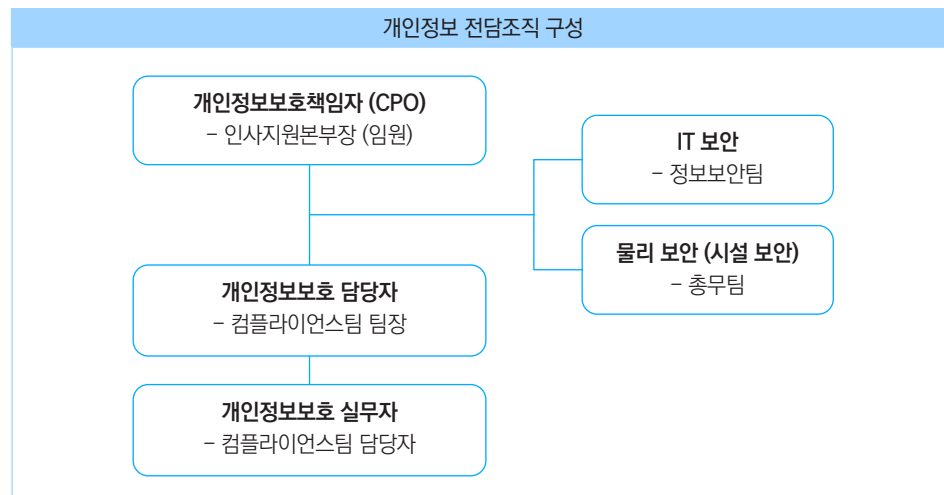 개인정보 전담조직 구성
개인정보보호책임자 (CPO)
– 인사지원본부장 (임원)
IT 보안
– 정보보안팀
물리 보안 (시설 보안)
– 총무팀
개인정보보호 담당자
– 컴플라이언스팀 팀장
개인정보보호 실무자
– 컴플라이언스팀 담당자